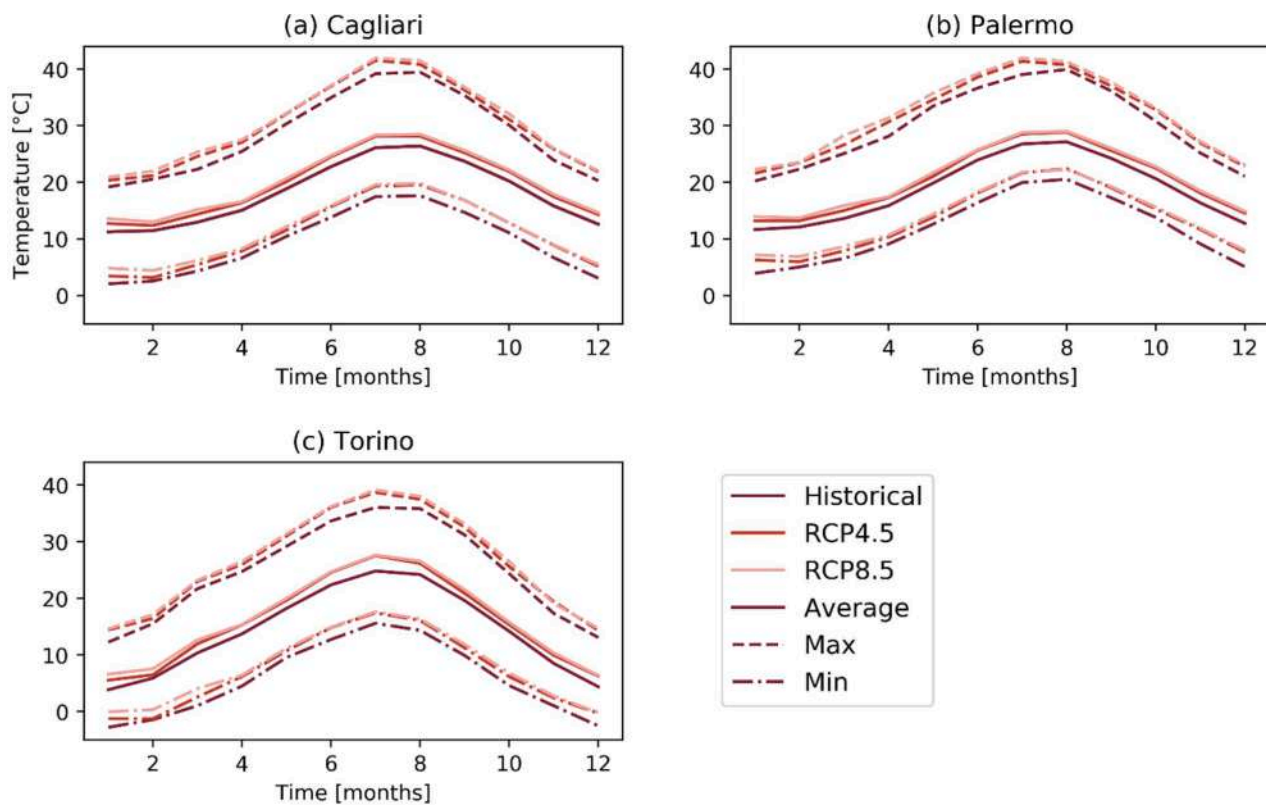 (a) Cagliari
Temperature [°C]
40
30
20
10
0
2 4 6 8 10 12
Time [months]
(b) Palermo
40
30
20
10
0
2 4 6 8 10 12
Time [months]
(c) Torino
40
30
20
10
0
2 4 6 8 10 12
Time [months]
Historical
RCP4.5
RCP8.5
Average
Max
Min